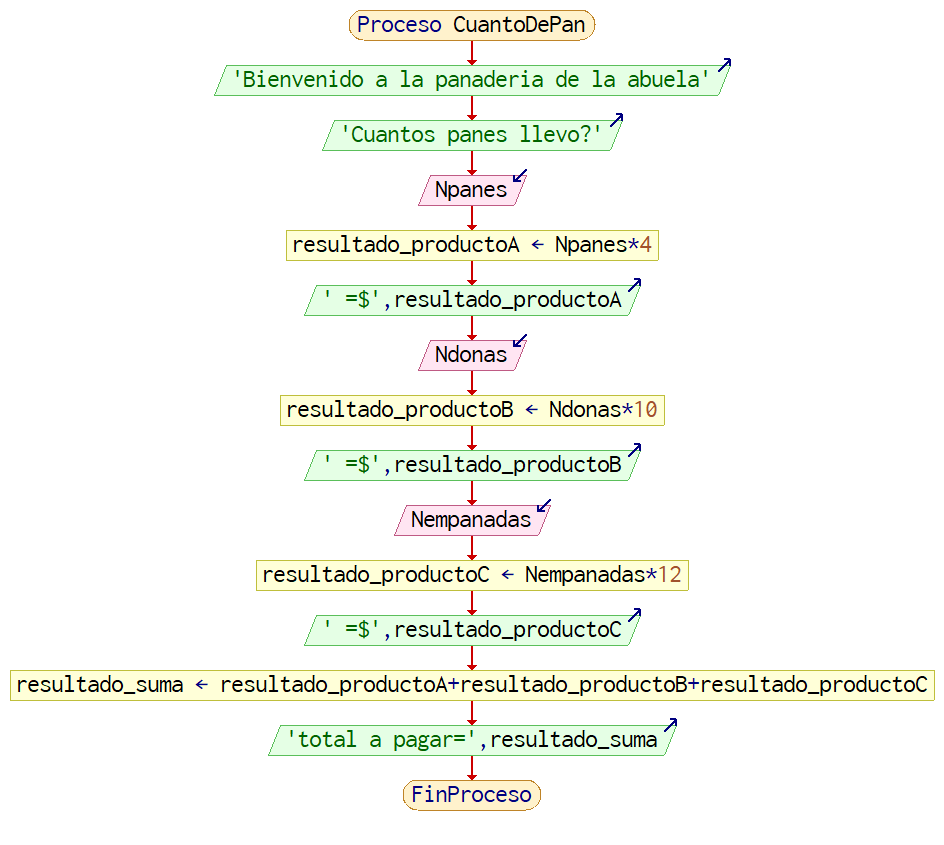 Proceso CuantoDePan
'Bienvenido a la panaderia de la abuela'
'Cuantos panes llevo?'
Npanes
resultado_productoA ← Npanes*4
' =$',resultado_productoA
Ndonas
resultado_productoB ← Ndonas*10
' =$',resultado_productoB
Nempanadas
resultado_productoC ← Nempanadas*12
' =$',resultado_productoC
resultado_suma ← resultado_productoA+resultado_productoB+resultado_productoC
'total a pagar=',resultado_suma
FinProceso